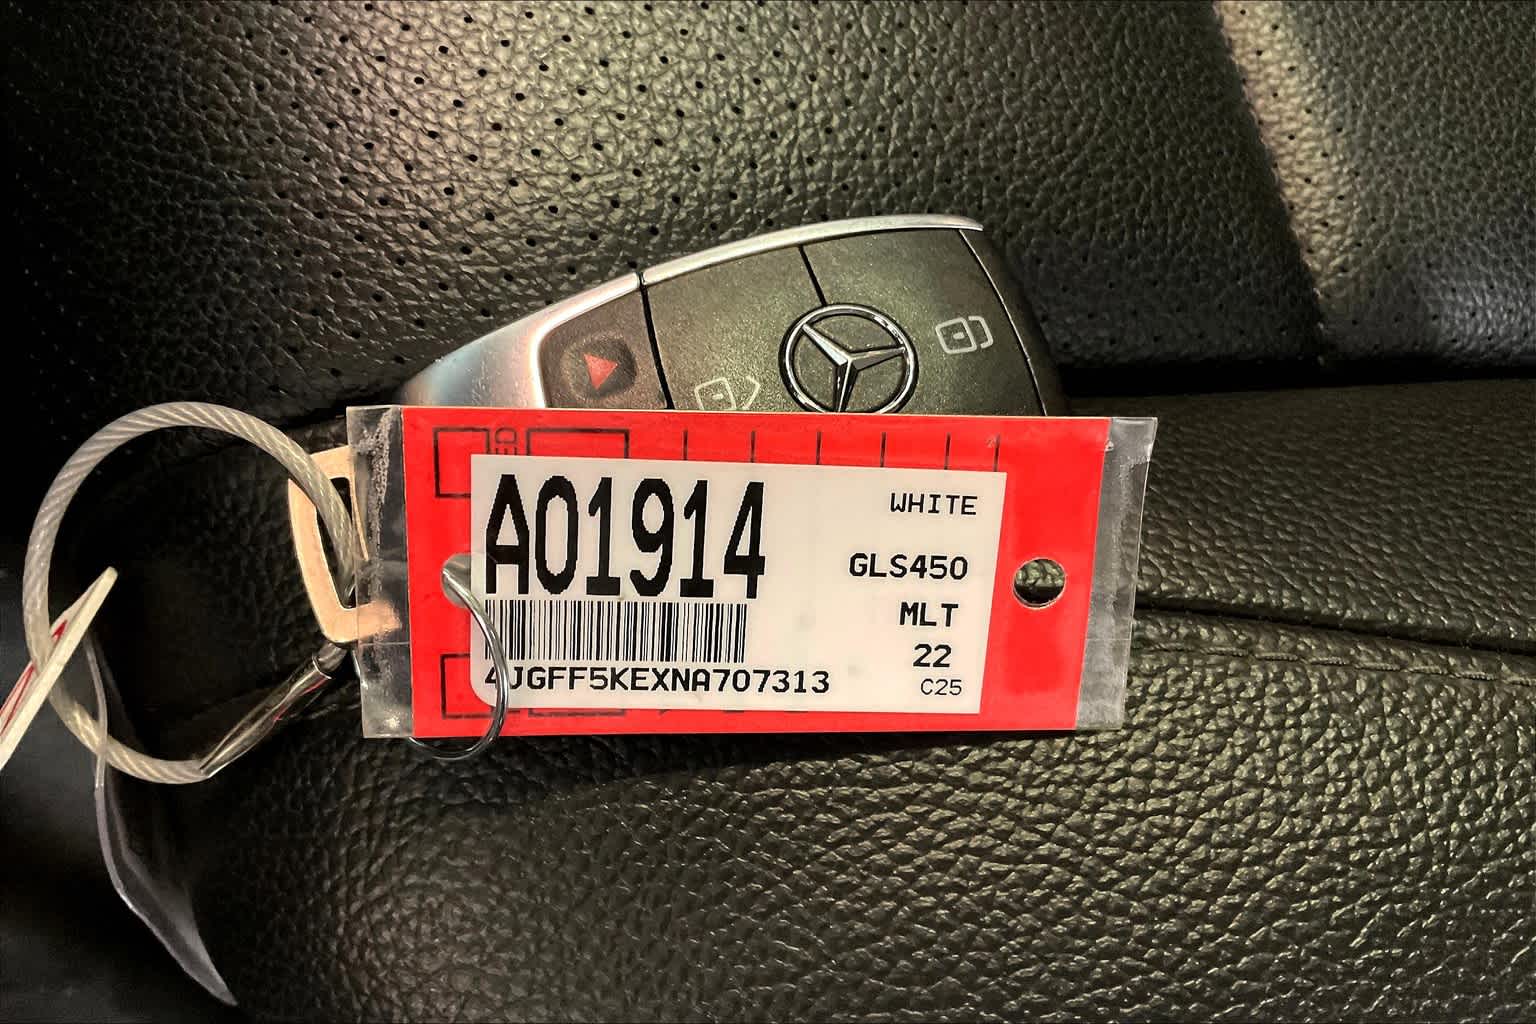 A01914
WHITE
GLS450
MLT
22
C25
4JGFF5KEXNA707313